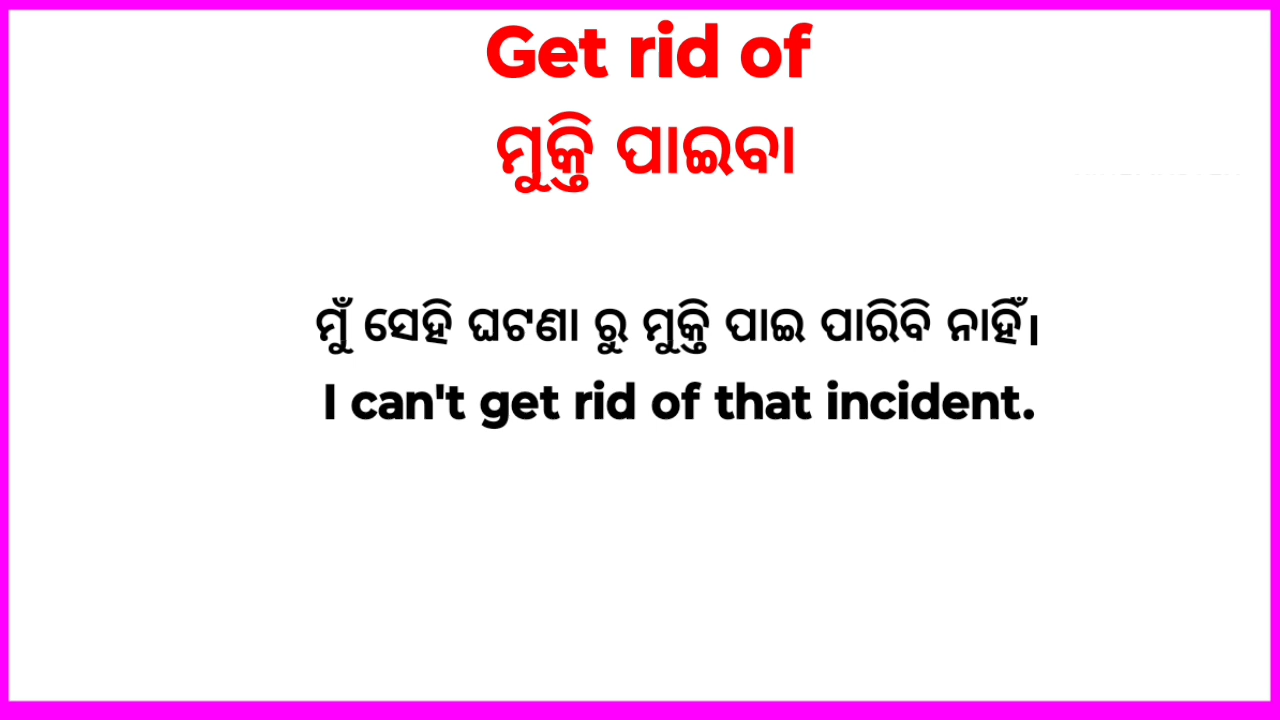 Get rid of
ମୁକ୍ତି ପାଇବା
ମୁଁ ସେହି ଘଟଣା ରୁ ମୁକ୍ତି ପାଇ ପାରିବି ନାହିଁ।
I can't get rid of that incident.